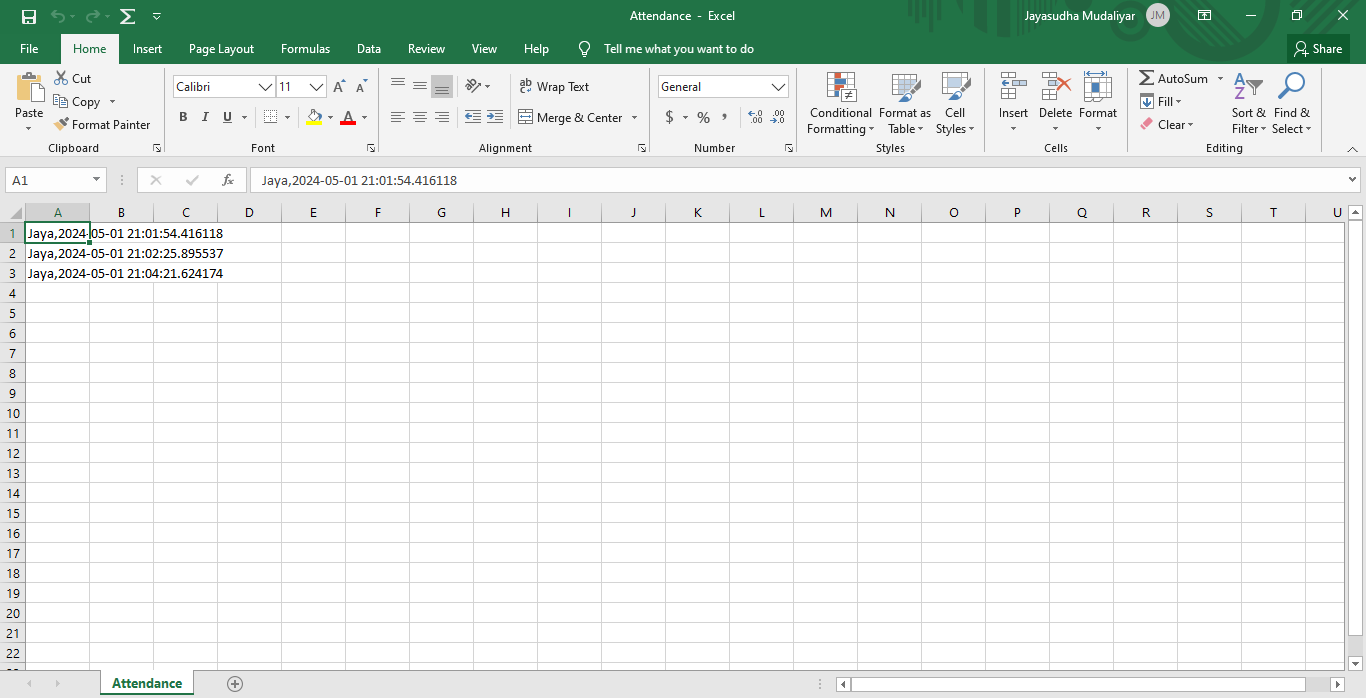 Attendance - Excel
Jayasudha Mudaliyar JM
File Home Insert Page Layout Formulas Data Review View Help Tell me what you want to do Share
Paste
Cut
Copy
Format Painter
Clipboard
Calibri 11
B I U
Font
Wrap Text
Merge & Center
Alignment
General
$ % ,
Number
Conditional Formatting
Format as Table
Cell Styles
Styles
Insert
Delete
Format
Cells
AutoSum
Fill
Clear
Sort & Filter
Find & Select
Editing
A1 fx Jaya,2024-05-01 21:01:54.416118
A B C D E F G H I J K L M N O P Q R S T U
1 Jaya,2024-05-01 21:01:54.416118
2 Jaya,2024-05-01 21:02:25.895537
3 Jaya,2024-05-01 21:04:21.624174
4
5
6
7
8
9
10
11
12
13
14
15
16
17
18
19
20
21
22
Attendance